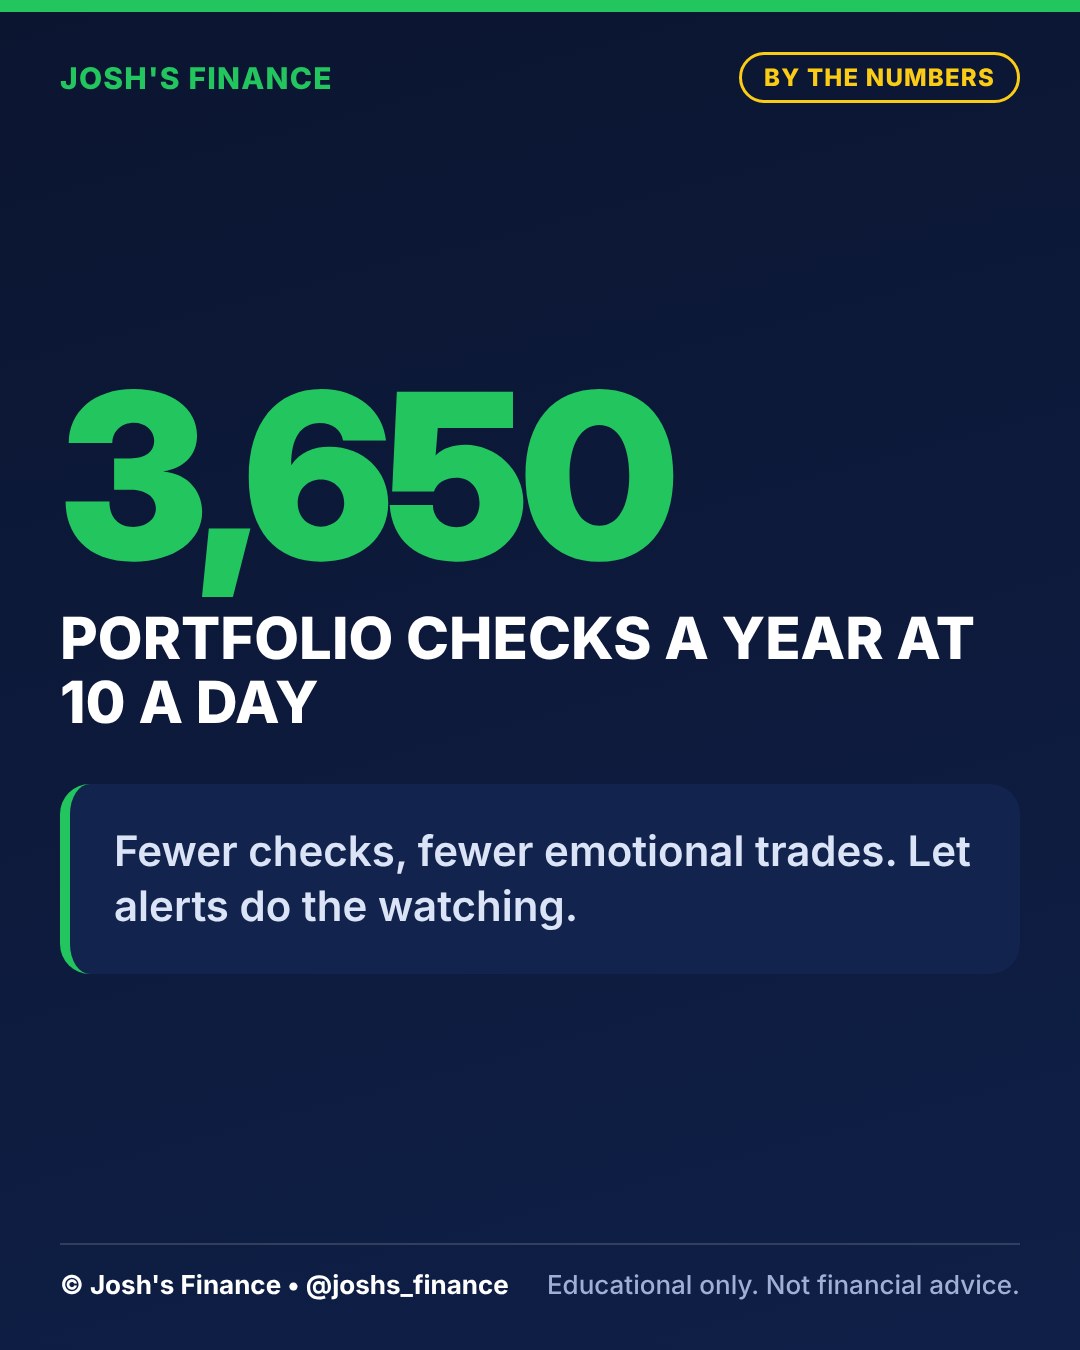 JOSH'S FINANCE
BY THE NUMBERS
3,650
PORTFOLIO CHECKS A YEAR AT
10 A DAY
Fewer checks, fewer emotional trades. Let
alerts do the watching.
© Josh's Finance • @joshs_finance
Educational only. Not financial advice.